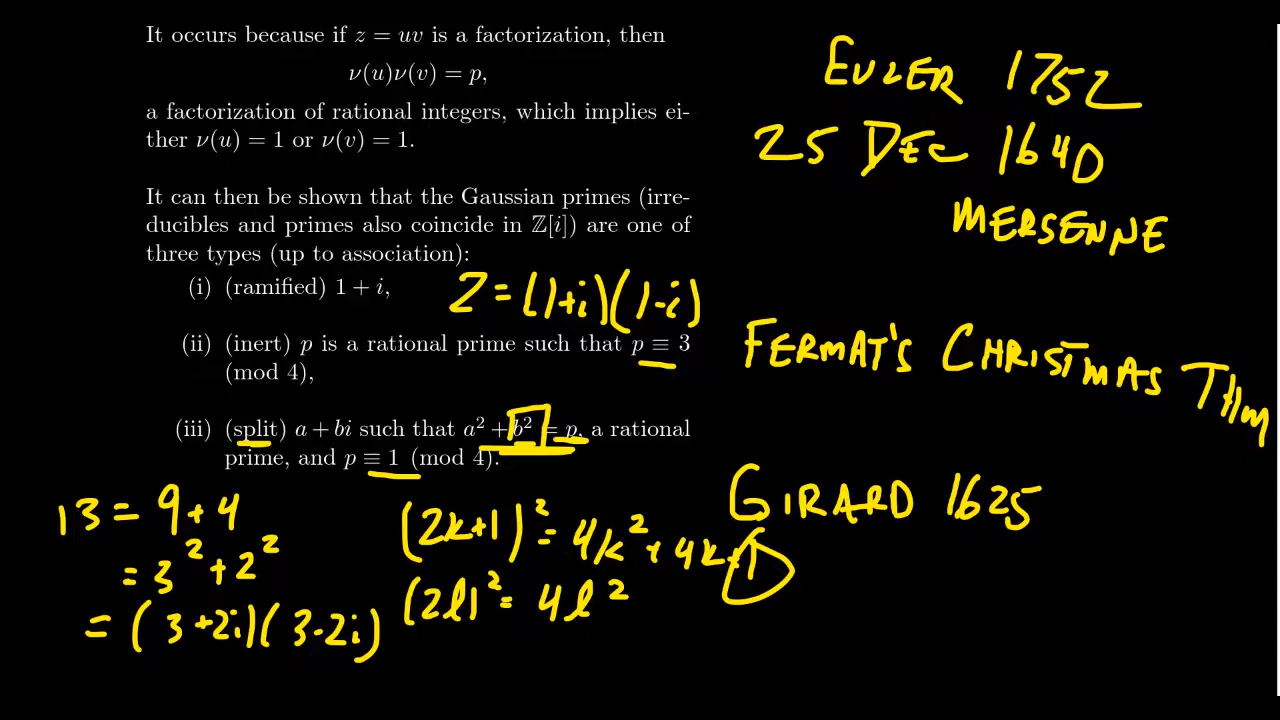 It occurs because if z = uv is a factorization, then
ν(u)ν(v) = p,
a factorization of rational integers, which implies ei-
ther ν(u) = 1 or ν(v) = 1.
It can then be shown that the Gaussian primes (irre-
ducibles and primes also coincide in ℤ[i]) are one of
three types (up to association):
(i) (ramified) 1 + i,
2 = (1+i)(1-i)
(ii) (inert) p is a rational prime such that p ≡ 3
(mod 4),
(iii) (split) a + bi such that a² + b² = p, a rational
prime, and p ≡ 1 (mod 4).
13 = 9 + 4
= 3² + 2²
= (3+2i)(3-2i)
(2k+1)² = 4k² + 4k + 1
(2l)² = 4l²
EULER 1752
25 DEC 1640
MERSENNE
FERMAT'S CHRISTMAS THM
GIRARD 1625